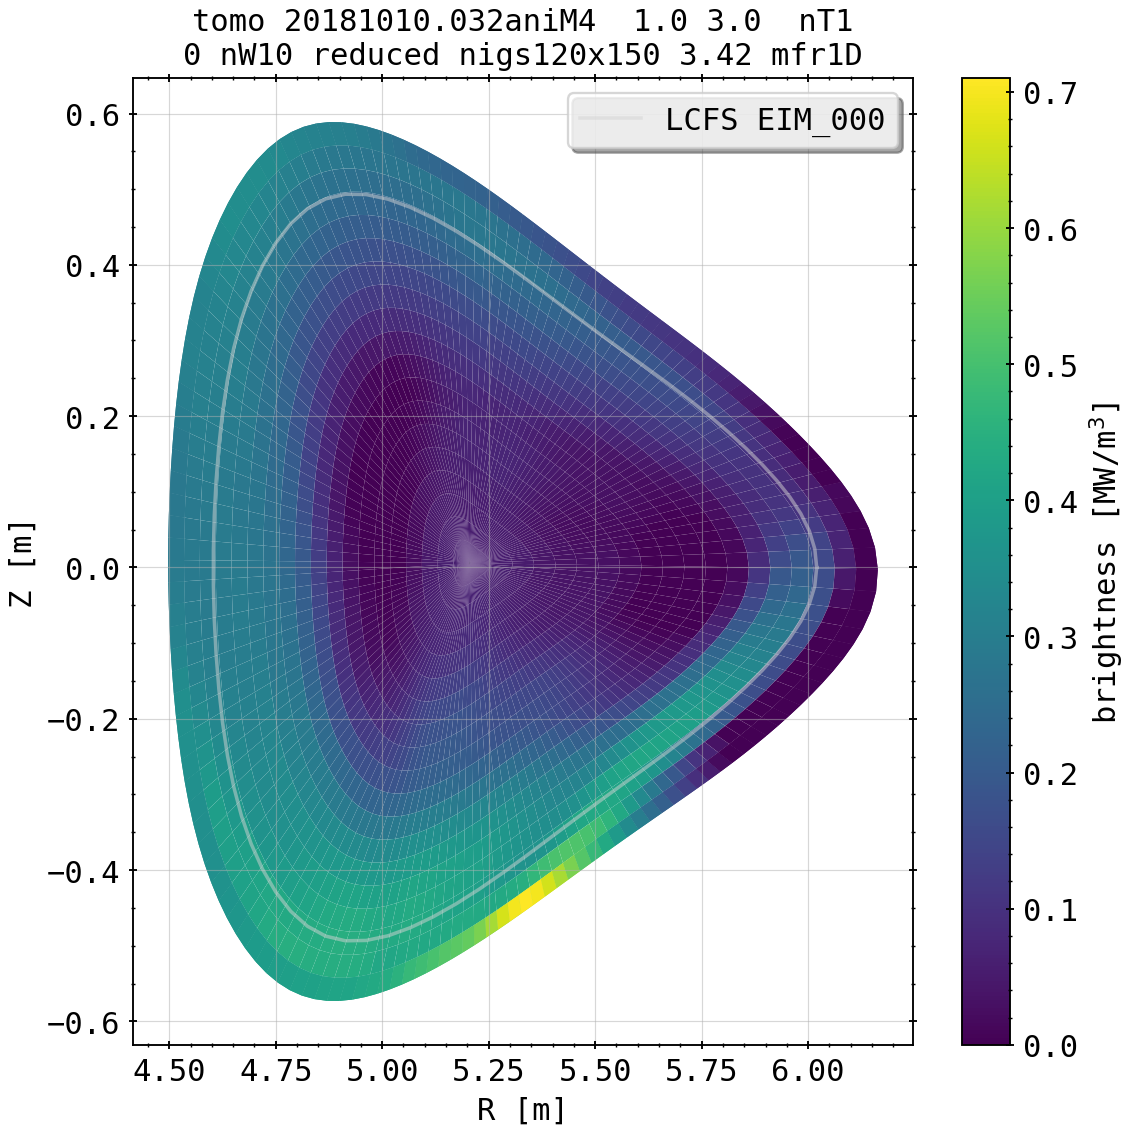 tomo 20181010.032aniM4  1.0 3.0  nT1
0 nW10 reduced nigs120x150 3.42 mfr1D
LCFS EIM_000
0.6
0.4
0.2
0.0
−0.2
−0.4
−0.6
Z [m]
4.50 4.75 5.00 5.25 5.50 5.75 6.00
R [m]
0.7
0.6
0.5
0.4
0.3
0.2
0.1
0.0
brightness [MW/m³]